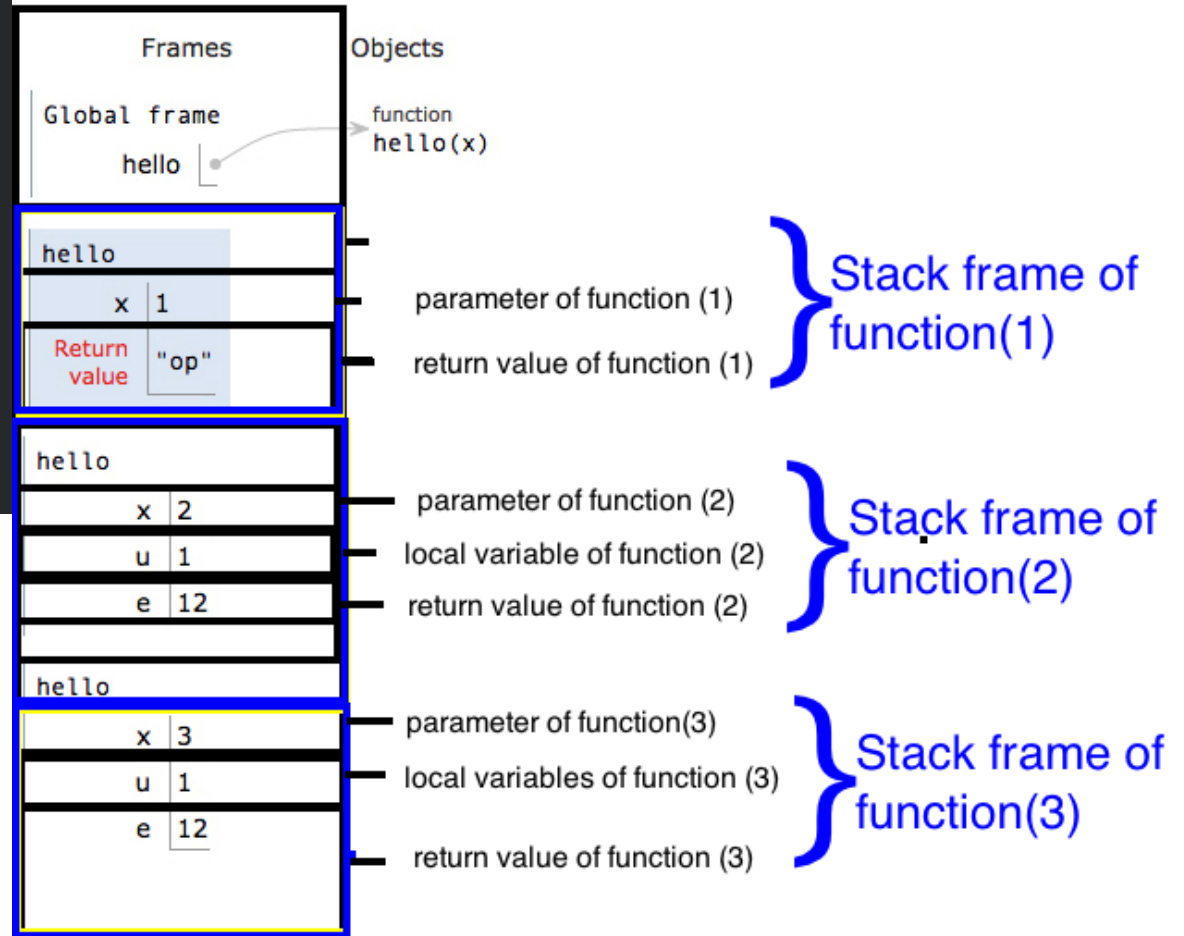 Frames
Objects
Global frame
function
hello
hello(x)
hello
x 1
parameter of function (1)
Return
value
"op"
return value of function (1)
Stack frame of
function(1)
}
hello
x 2
parameter of function (2)
u 1
local variable of function (2)
e 12
return value of function (2)
}
Stack frame of
function(2)
hello
x 3
parameter of function(3)
u 1
local variables of function (3)
e 12
return value of function (3)
}
Stack frame of
function(3)